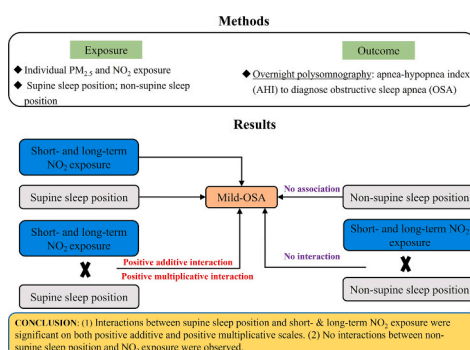 Methods
Exposure
◆ Individual PM2.5 and NO2 exposure
◆ Supine sleep position; non-supine sleep
position
Outcome
◆ Overnight polysomnography: apnea-hypopnea index
(AHI) to diagnose obstructive sleep apnea (OSA)
Results
Short- and long-term
NO2 exposure
Supine sleep position
Mild-OSA
No association
Non-supine sleep position
Short- and long-term
NO2 exposure
Positive additive interaction
Positive multiplicative interaction
Supine sleep position
No interaction
Short- and long-term NO2
exposure
Non-supine sleep position
CONCLUSION: (1) Interactions between supine sleep position and short- & long-term NO2 exposure were
significant on both positive additive and positive multiplicative scales. (2) No interactions between non-
supine sleep position and NO2 exposure were observed.